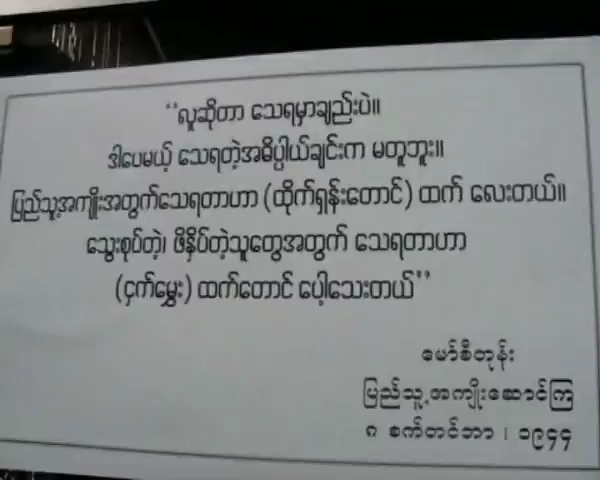 "လူဆိုတာ သေရမှာချည်းပဲ။
ဒါပေမယ့် သေရတဲ့အဓိပ္ပါယ်ချင်းက မတူဘူး။
ပြည်သူ့အကျိုးအတွက်သေရတာဟာ (ထိုက်ရှန်းတောင်) ထက် လေးတယ်။
သွေးစုပ်တဲ့၊ ဖိနှိပ်တဲ့သူတွေအတွက် သေရတာဟာ
(ငှက်မွှေး) ထက်တောင် ပေါ့သေးတယ်"
မော်စီတုန်း
ပြည်သူ့အကျိုးဆောင်ကြ
၈ စက်တင်ဘာ ၊ ၁၉၄၄